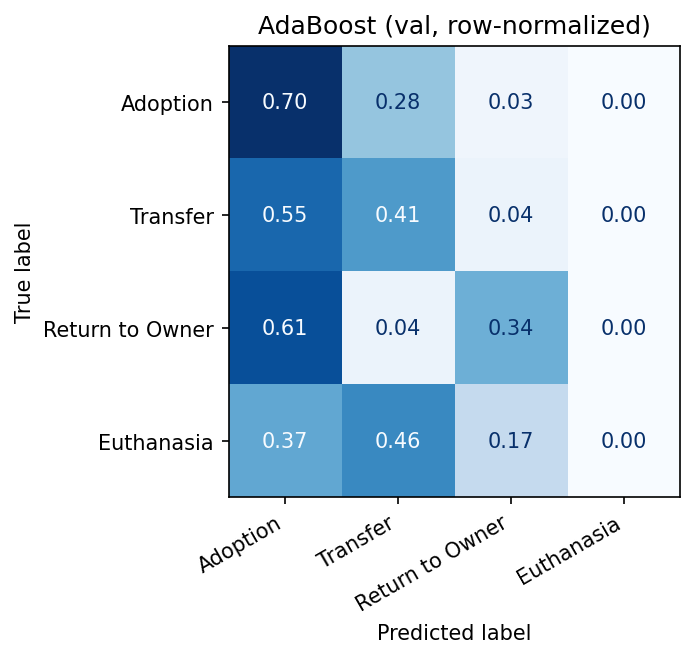 AdaBoost (val, row-normalized)
True label
Adoption 0.70 0.28 0.03 0.00
Transfer 0.55 0.41 0.04 0.00
Return to Owner 0.61 0.04 0.34 0.00
Euthanasia 0.37 0.46 0.17 0.00
Adoption Transfer Return to Owner Euthanasia
Predicted label